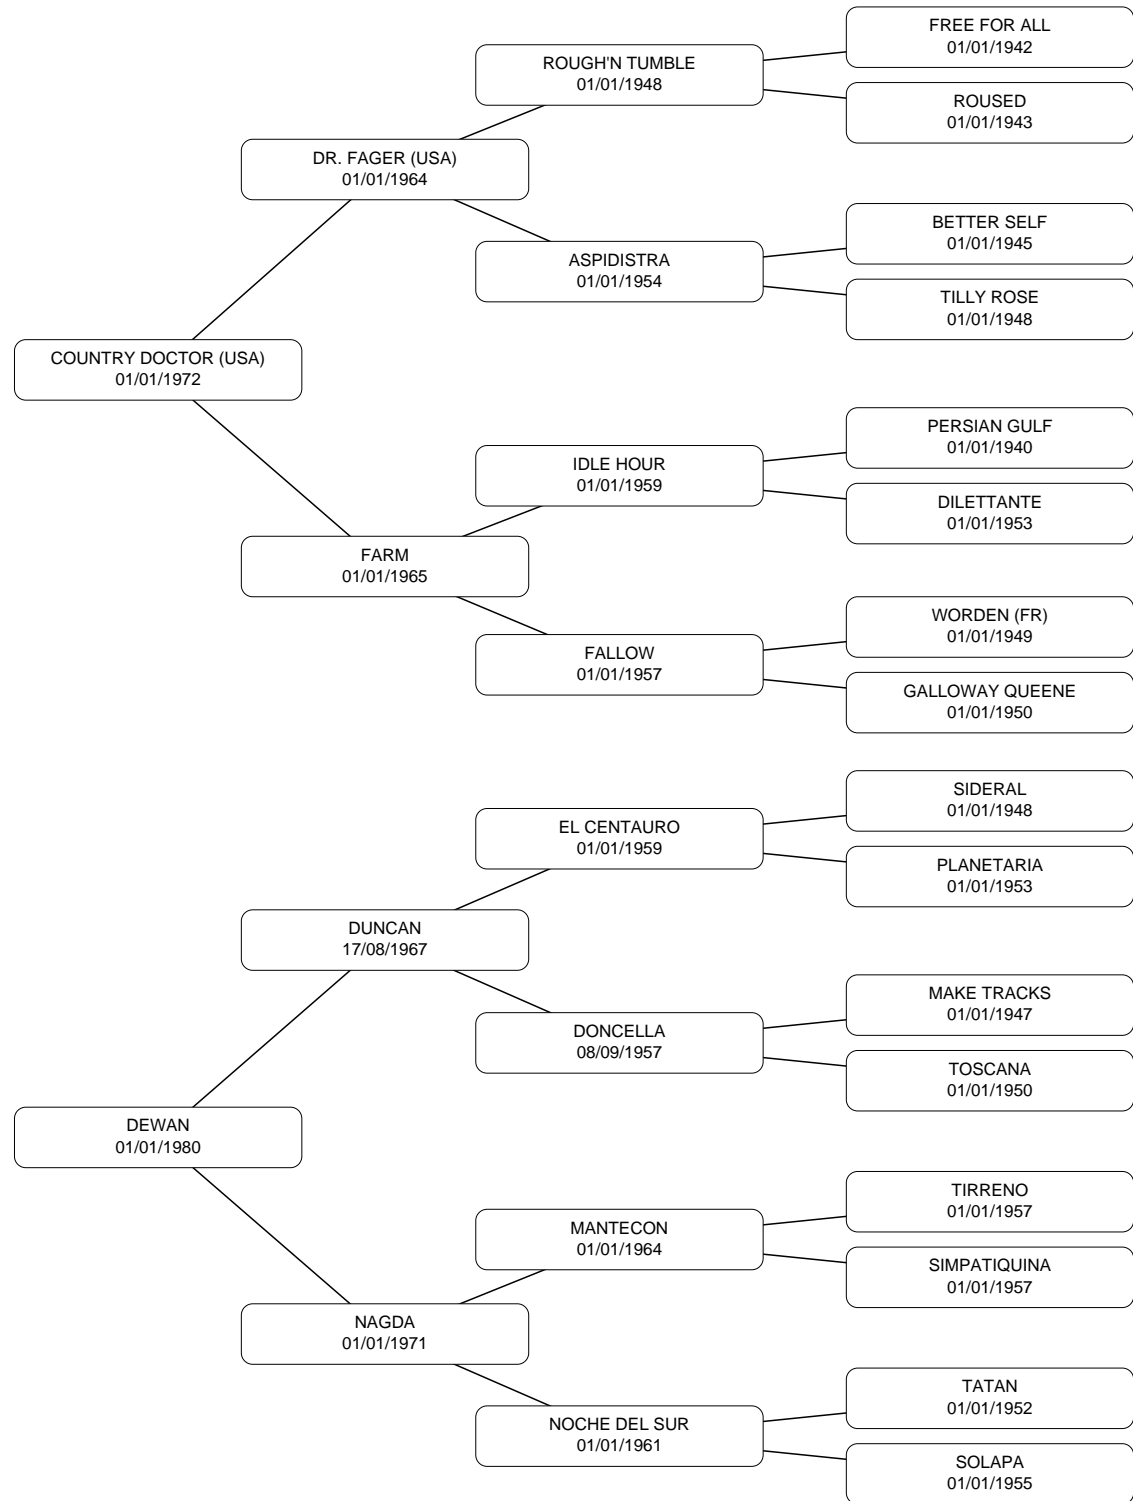 FREE FOR ALL
01/01/1942
ROUGH'N TUMBLE
01/01/1948
ROUSED
01/01/1943
DR. FAGER (USA)
01/01/1964
BETTER SELF
01/01/1945
ASPIDISTRA
01/01/1954
TILLY ROSE
01/01/1948
COUNTRY DOCTOR (USA)
01/01/1972
PERSIAN GULF
01/01/1940
IDLE HOUR
01/01/1959
DILETTANTE
01/01/1953
FARM
01/01/1965
WORDEN (FR)
01/01/1949
FALLOW
01/01/1957
GALLOWAY QUEENE
01/01/1950
SIDERAL
01/01/1948
EL CENTAURO
01/01/1959
PLANETARIA
01/01/1953
DUNCAN
17/08/1967
MAKE TRACKS
01/01/1947
DONCELLA
08/09/1957
TOSCANA
01/01/1950
DEWAN
01/01/1980
TIRRENO
01/01/1957
MANTECON
01/01/1964
SIMPATIQUINA
01/01/1957
NAGDA
01/01/1971
TATAN
01/01/1952
NOCHE DEL SUR
01/01/1961
SOLAPA
01/01/1955